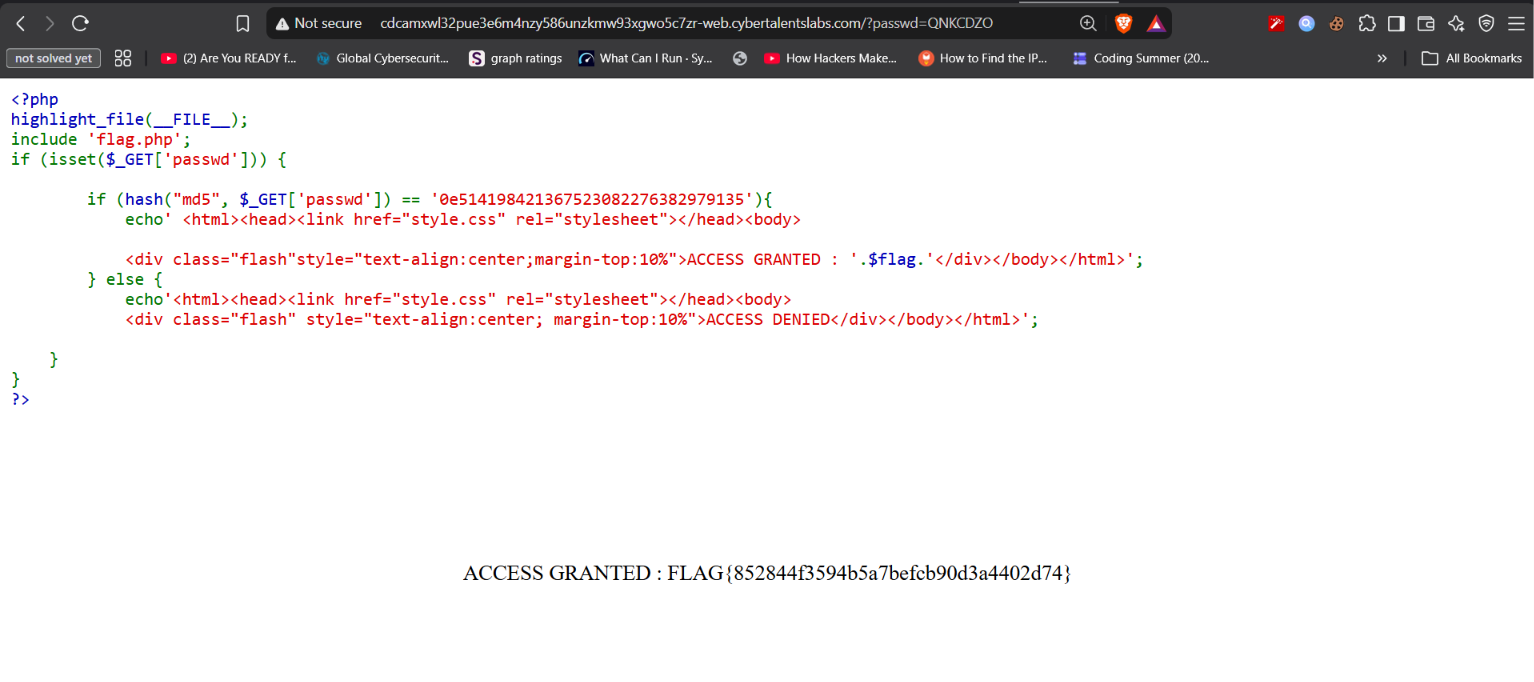 Not secure cdcamxwl32pue3e6m4nzy586unzkmw93xgwo5c7zr-web.cybertalentslabs.com/?passwd=QNKCDZO
not solved yet (2) Are You READY f... Global Cybersecurit... graph ratings What Can I Run - Sy... How Hackers Make... How to Find the IP... Coding Summer (20... » All Bookmarks
<?php
highlight_file(__FILE__);
include 'flag.php';
if (isset($_GET['passwd'])) {
if (hash("md5", $_GET['passwd']) == '0e514198421367523082276382979135'){
echo' <html><head><link href="style.css" rel="stylesheet"></head><body>
<div class="flash"style="text-align:center;margin-top:10%">ACCESS GRANTED : '.$flag.'</div></body></html>';
} else {
echo'<html><head><link href="style.css" rel="stylesheet"></head><body>
<div class="flash" style="text-align:center; margin-top:10%">ACCESS DENIED</div></body></html>';
}
}
?>
ACCESS GRANTED : FLAG{852844f3594b5a7befcb90d3a4402d74}